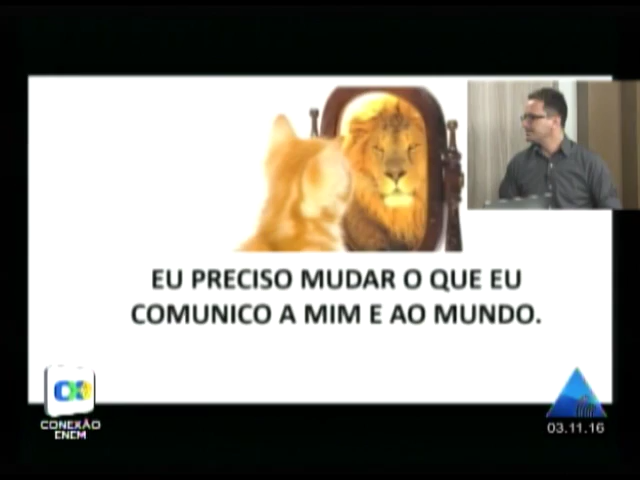 EU PRECISO MUDAR O QUE EU
COMUNICO A MIM E AO MUNDO.
CONEXÃO
ENEM
03.11.16